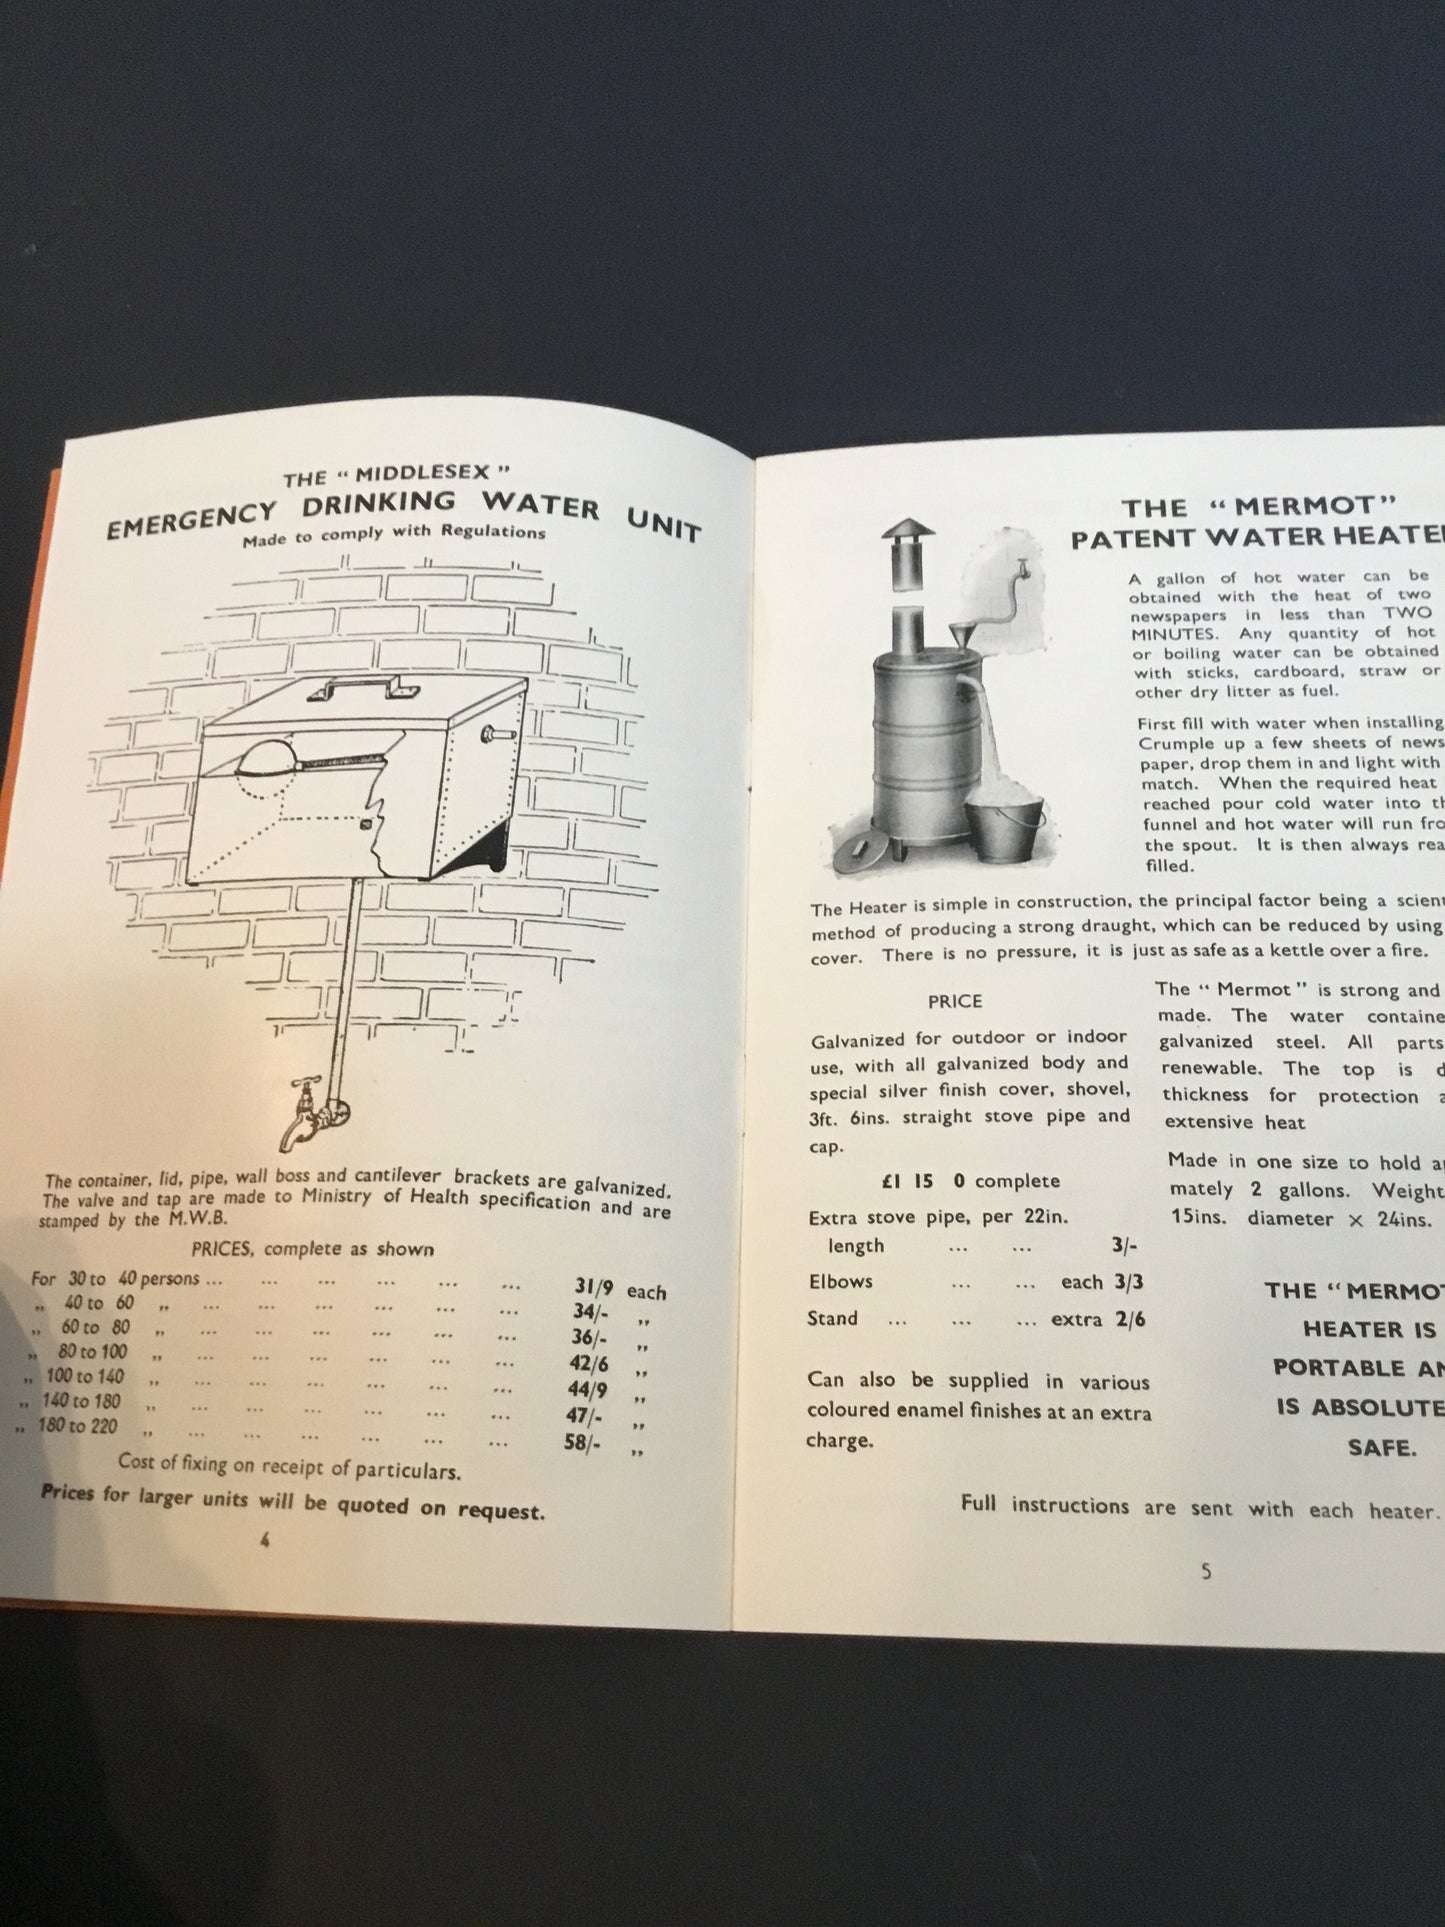 THE “ MIDDLESEX ”
EMERGENCY DRINKING WATER UNIT
Made to comply with Regulations
The container, lid, pipe, wall boss and cantilever brackets are galvanized.
The valve and tap are made to Ministry of Health specification and are
stamped by the M.W.B.
PRICES, complete as shown
For 30 to 40 persons ... ... ... ... ... ... 31/9 each
„ 40 to 60 „ ... ... ... ... ... ... 34/- „
„ 60 to 80 „ ... ... ... ... ... ... 36/- „
„ 80 to 100 „ ... ... ... ... ... ... 42/6 „
„ 100 to 140 „ ... ... ... ... ... ... 44/9 „
„ 140 to 180 „ ... ... ... ... ... ... 47/- „
„ 180 to 220 „ ... ... ... ... ... ... 58/- „
Cost of fixing on receipt of particulars.
Prices for larger units will be quoted on request.
4
THE “ MERMOT”
PATENT WATER HEATE
A gallon of hot water can be
obtained with the heat of two
newspapers in less than TWO
MINUTES. Any quantity of hot
or boiling water can be obtained
with sticks, cardboard, straw or
other dry litter as fuel.
First fill with water when installing
Crumple up a few sheets of news
paper, drop them in and light with
match. When the required heat
reached pour cold water into th
funnel and hot water will run fro
the spout. It is then always rea
filled.
The Heater is simple in construction, the principal factor being a scient
method of producing a strong draught, which can be reduced by using
cover. There is no pressure, it is just as safe as a kettle over a fire.
PRICE
Galvanized for outdoor or indoor
use, with all galvanized body and
special silver finish cover, shovel,
3ft. 6ins. straight stove pipe and
cap.
£1 15 0 complete
Extra stove pipe, per 22in.
length ... ... 3/-
Elbows ... ... each 3/3
Stand ... ... ... extra 2/6
Can also be supplied in various
coloured enamel finishes at an extra
charge.
The “ Mermot ” is strong and
made. The water containe
galvanized steel. All parts
renewable. The top is d
thickness for protection a
extensive heat
Made in one size to hold a
mately 2 gallons. Weight
15ins. diameter × 24ins.
THE “ MERMOT
HEATER IS
PORTABLE AN
IS ABSOLUTE
SAFE.
Full instructions are sent with each heater.
5